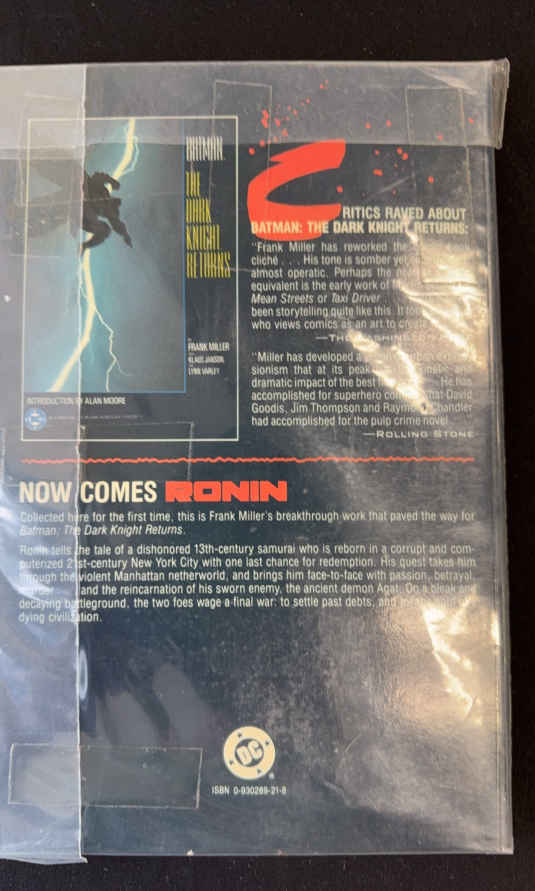 BATMAN:
THE
DARK
KNIGHT
RETURNS
FRANK MILLER
KLAUS JANSON
LYNN VARLEY
INTRODUCTION BY ALAN MOORE
CRITICS RAVED ABOUT
BATMAN: THE DARK KNIGHT RETURNS:
"Frank Miller has reworked the
cliché . . . His tone is somber yet
almost operatic. Perhaps the
equivalent is the early work of
Mean Streets or Taxi Driver
been storytelling quite like this. It
who views comics as an art to create
—THE WASHINGTON
"Miller has developed a
sionism that at its peak
dramatic impact of the best He has
accomplished for superhero that David
Goodis, Jim Thompson and Raymond Chandler
had accomplished for the pulp crime novel.
—ROLLING STONE
NOW COMES RONIN
Collected here for the first time, this is Frank Miller's breakthrough work that paved the way for
Batman: The Dark Knight Returns.
Ronin tells the tale of a dishonored 13th-century samurai who is reborn in a corrupt and com-
puterized 21st-century New York City with one last chance for redemption. His quest takes him
through the violent Manhattan netherworld, and brings him face-to-face with passion, betrayal,
murder and the reincarnation of his sworn enemy, the ancient demon Agat. On a bleak and
decaying battleground, the two foes wage a final war: to settle past debts, and
dying civilization.
DC
ISBN 0-930289-21-8